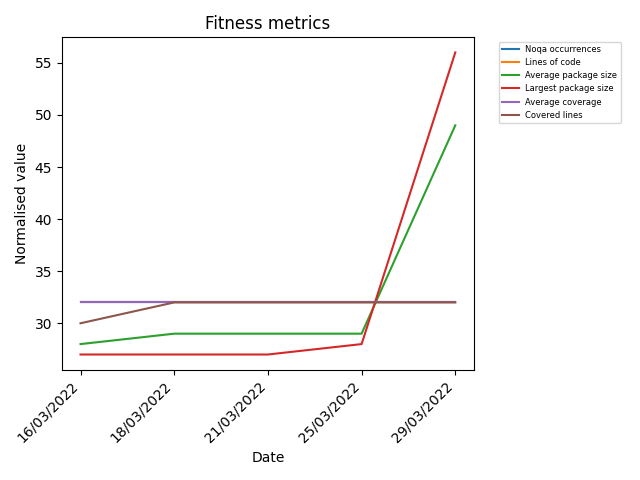 Fitness metrics
Normalised value
55
50
45
40
35
30
16/03/2022
18/03/2022
21/03/2022
25/03/2022
29/03/2022
Date
Noqa occurrences
Lines of code
Average package size
Largest package size
Average coverage
Covered lines